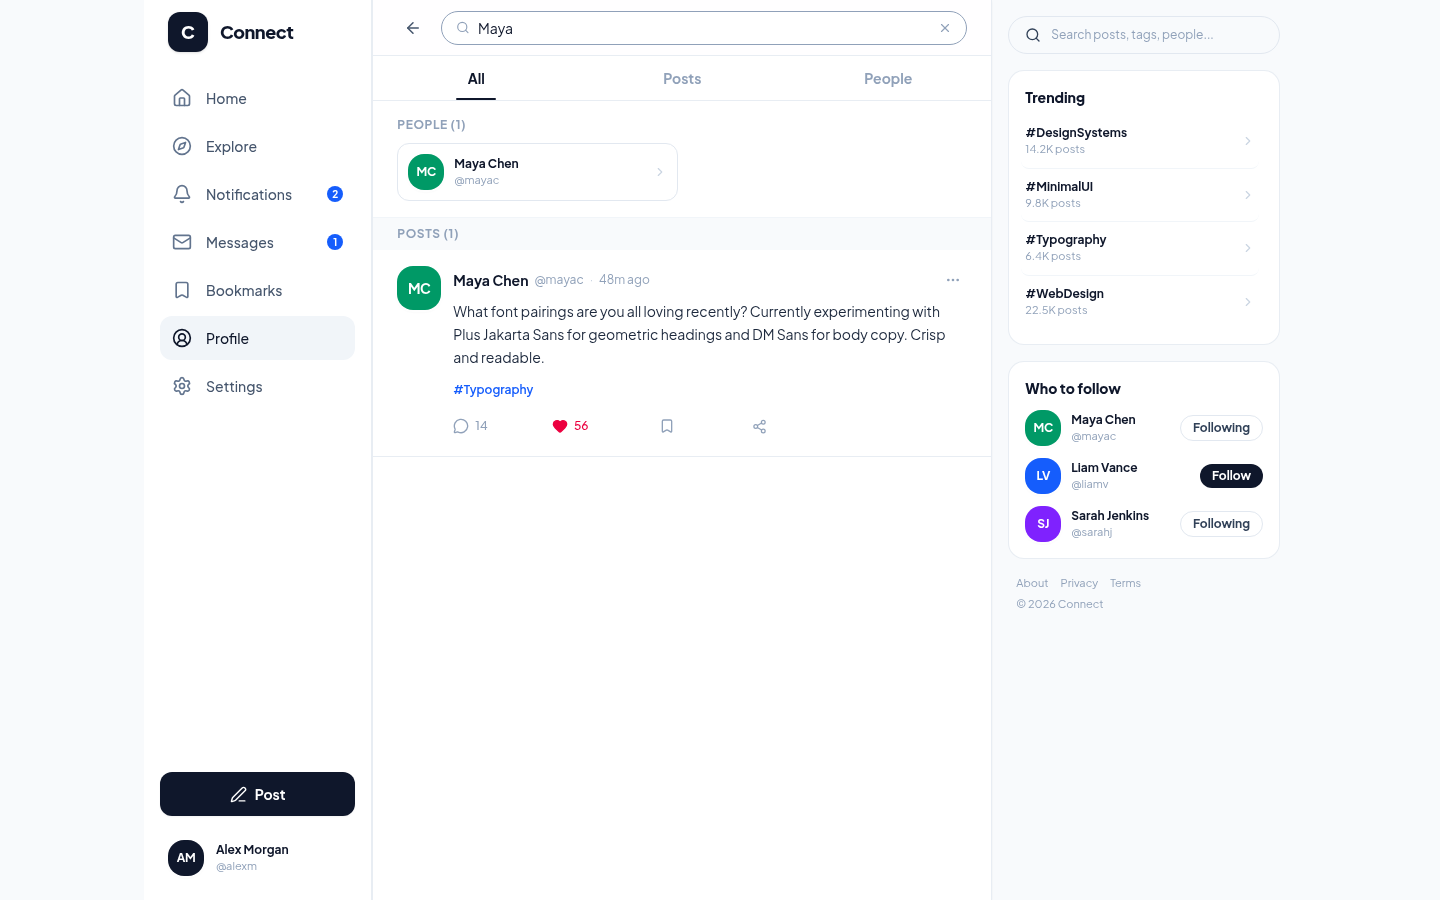 C Connect
Home
Explore
Notifications 2
Messages 1
Bookmarks
Profile
Settings
Post
AM Alex Morgan
@alexm
Maya
All Posts People
PEOPLE (1)
MC Maya Chen
@mayac
POSTS (1)
MC Maya Chen @mayac · 48m ago
What font pairings are you all loving recently? Currently experimenting with
Plus Jakarta Sans for geometric headings and DM Sans for body copy. Crisp
and readable.
#Typography
14 56
Search posts, tags, people...
Trending
#DesignSystems
14.2K posts
#MinimalUI
9.8K posts
#Typography
6.4K posts
#WebDesign
22.5K posts
Who to follow
MC Maya Chen
@mayac
Following
LV Liam Vance
@liamv
Follow
SJ Sarah Jenkins
@sarahj
Following
About Privacy Terms
© 2026 Connect